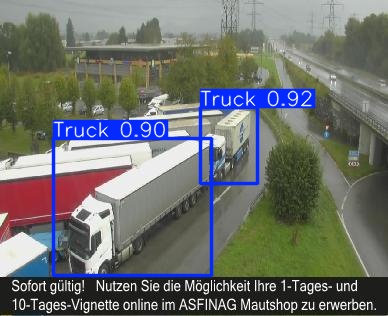 Truck 0.92
Truck 0.90
Sofort gültig! Nutzen Sie die Möglichkeit Ihre 1-Tages- und
10-Tages-Vignette online im ASFINAG Mautshop zu erwerben.